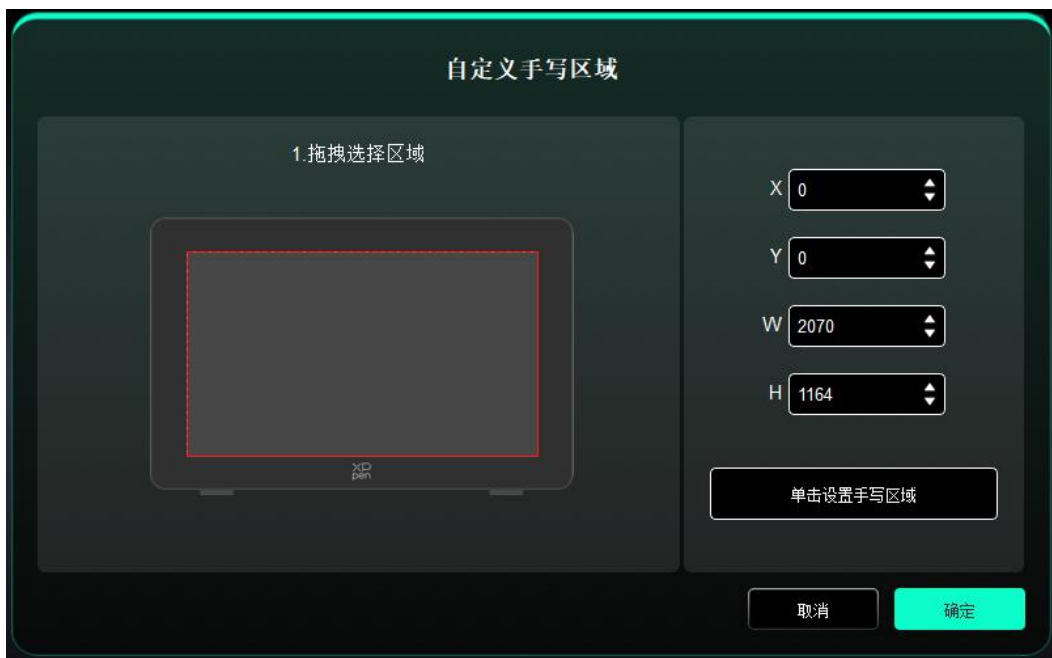 自定义手写区域
1.拖拽选择区域
X 0
Y 0
W 2070
H 1164
xp
pen
单击设置手写区域
取消 确定